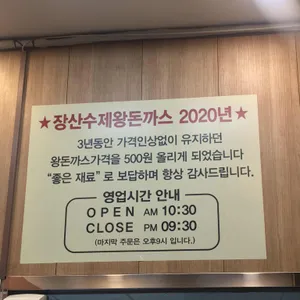 ★장산수제왕돈까스 2020년★
3년동안 가격인상없이 유지하던
왕돈까스가격을 500원 올리게 되었습니다
"좋은 재료"로 보답하며 항상 감사드립니다.
영업시간 안내
OPEN AM 10:30
CLOSE PM 09:30
(마지막 주문은 오후9시 입니다.)